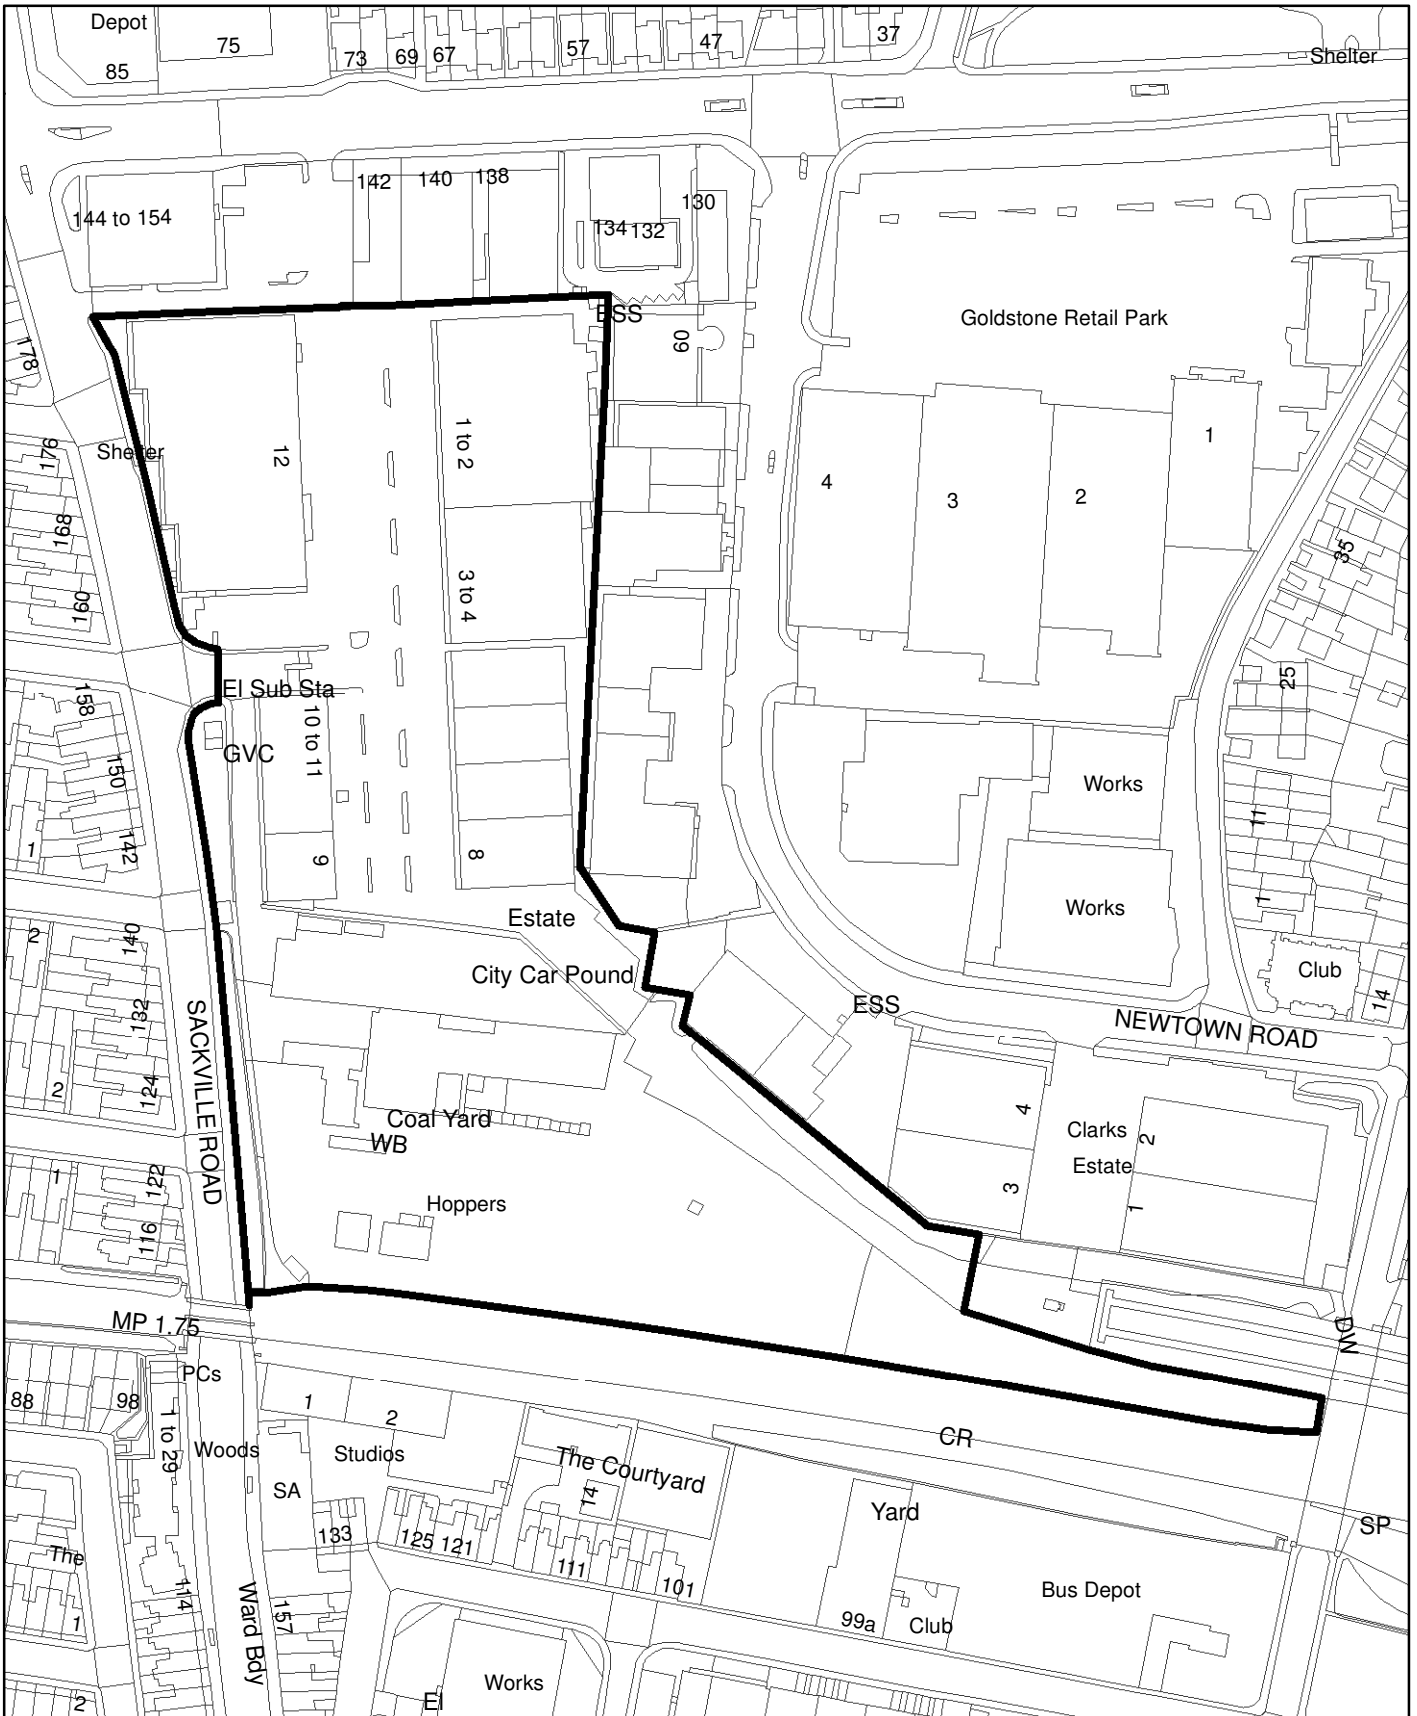 Depot
85
75
73
69
67
57
47
37
Shelter
144 to 154
142
140
138
134
132
130
ESS
60
Goldstone Retail Park
178
176
Shelter
168
160
12
1 to 2
3 to 4
4
3
2
1
35
25
El Sub Sta
158
GVC
10 to 11
150
142
1
9
8
Works
Works
11
1
Estate
City Car Pound
2
140
132
124
2
SACKVILLE ROAD
Club
14
ESS
NEWTOWN ROAD
Coal Yard
WB
Hoppers
4
3
Clarks
Estate
2
1
1
122
116
MP 1.75
DW
PCs
88
98
1 to 29
Woods
1
2
Studios
SA
133
125
121
The Courtyard
14
111
101
CR
Yard
SP
99a
Club
Bus Depot
The
1
114
Ward Bdy
157
2
El
Works